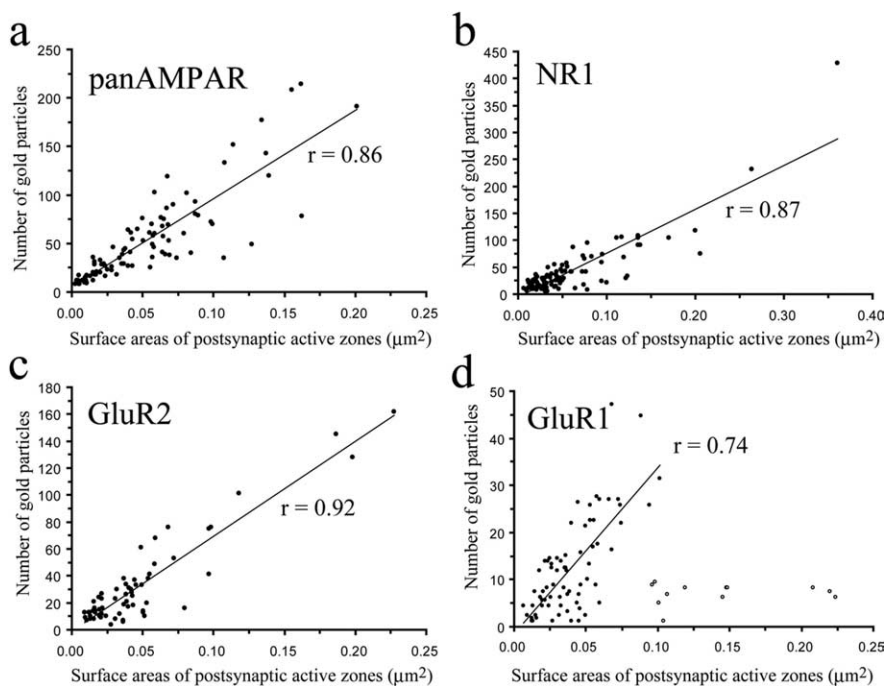 a
panAMPAR
Number of gold particles
250
200
150
100
50
0
0.00 0.05 0.10 0.15 0.20 0.25
r = 0.86
Surface areas of postsynaptic active zones (μm²)
b
NR1
Number of gold particles
450
400
350
300
250
200
150
100
50
0
0.00 0.10 0.20 0.30 0.40
r = 0.87
Surface areas of postsynaptic active zones (μm²)
c
GluR2
Number of gold particles
180
160
140
120
100
80
60
40
20
0
0.00 0.05 0.10 0.15 0.20 0.25
r = 0.92
Surface areas of postsynaptic active zones (μm²)
d
GluR1
Number of gold particles
50
40
30
20
10
0
0.00 0.05 0.10 0.15 0.20 0.25
r = 0.74
Surface areas of postsynaptic active zones (μm²)